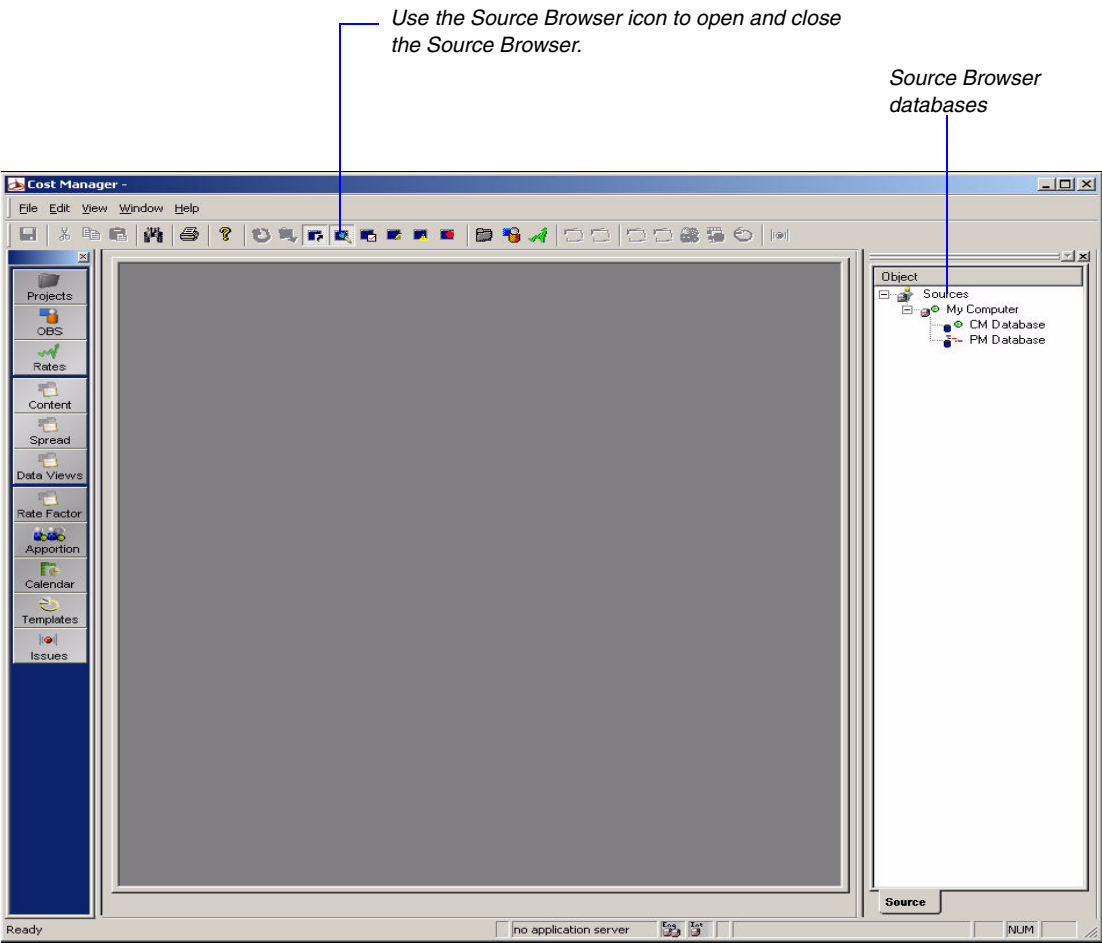 Use the Source Browser icon to open and close
the Source Browser.
Source Browser
databases
Cost Manager -
File Edit View Window Help
Projects
OBS
Rates
Content
Spread
Data Views
Rate Factor
Apportion
Calendar
Templates
Issues
Object
Sources
My Computer
CM Database
PM Database
Source
Ready
no application server
Eng
Int
NUM